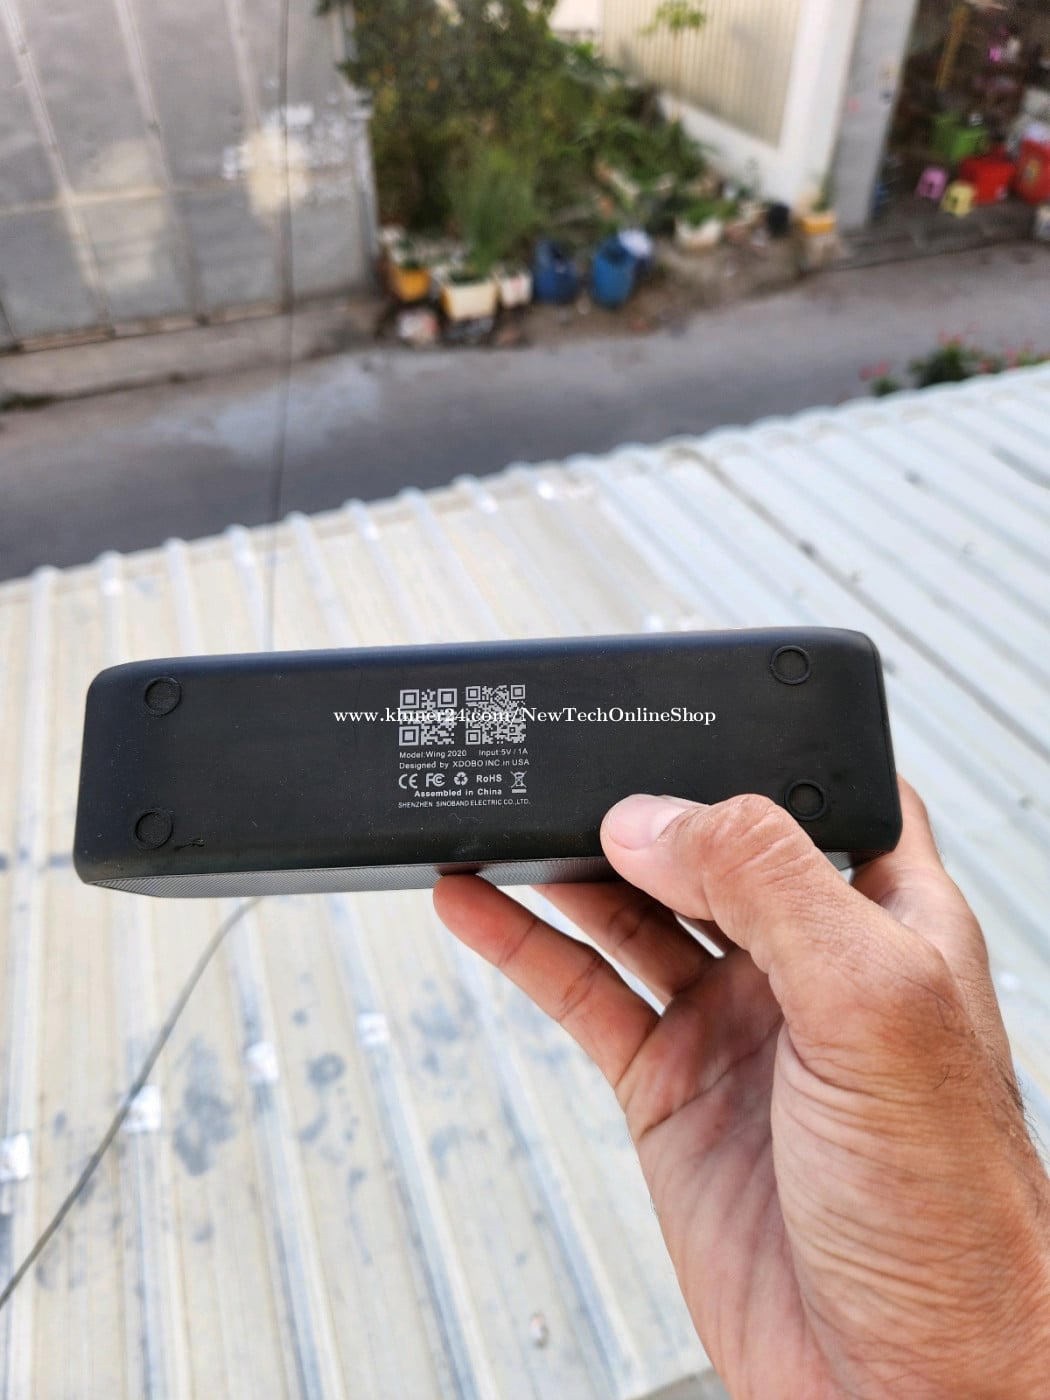 www.khmer24.com/NewTechOnlineShop
Model:Wing 2020 Input:5V / 1A
Designed by XDOBO INC in USA
CE FC RoHS
Assembled in China
SHENZHEN SINOBAND ELECTRIC CO.,LTD.